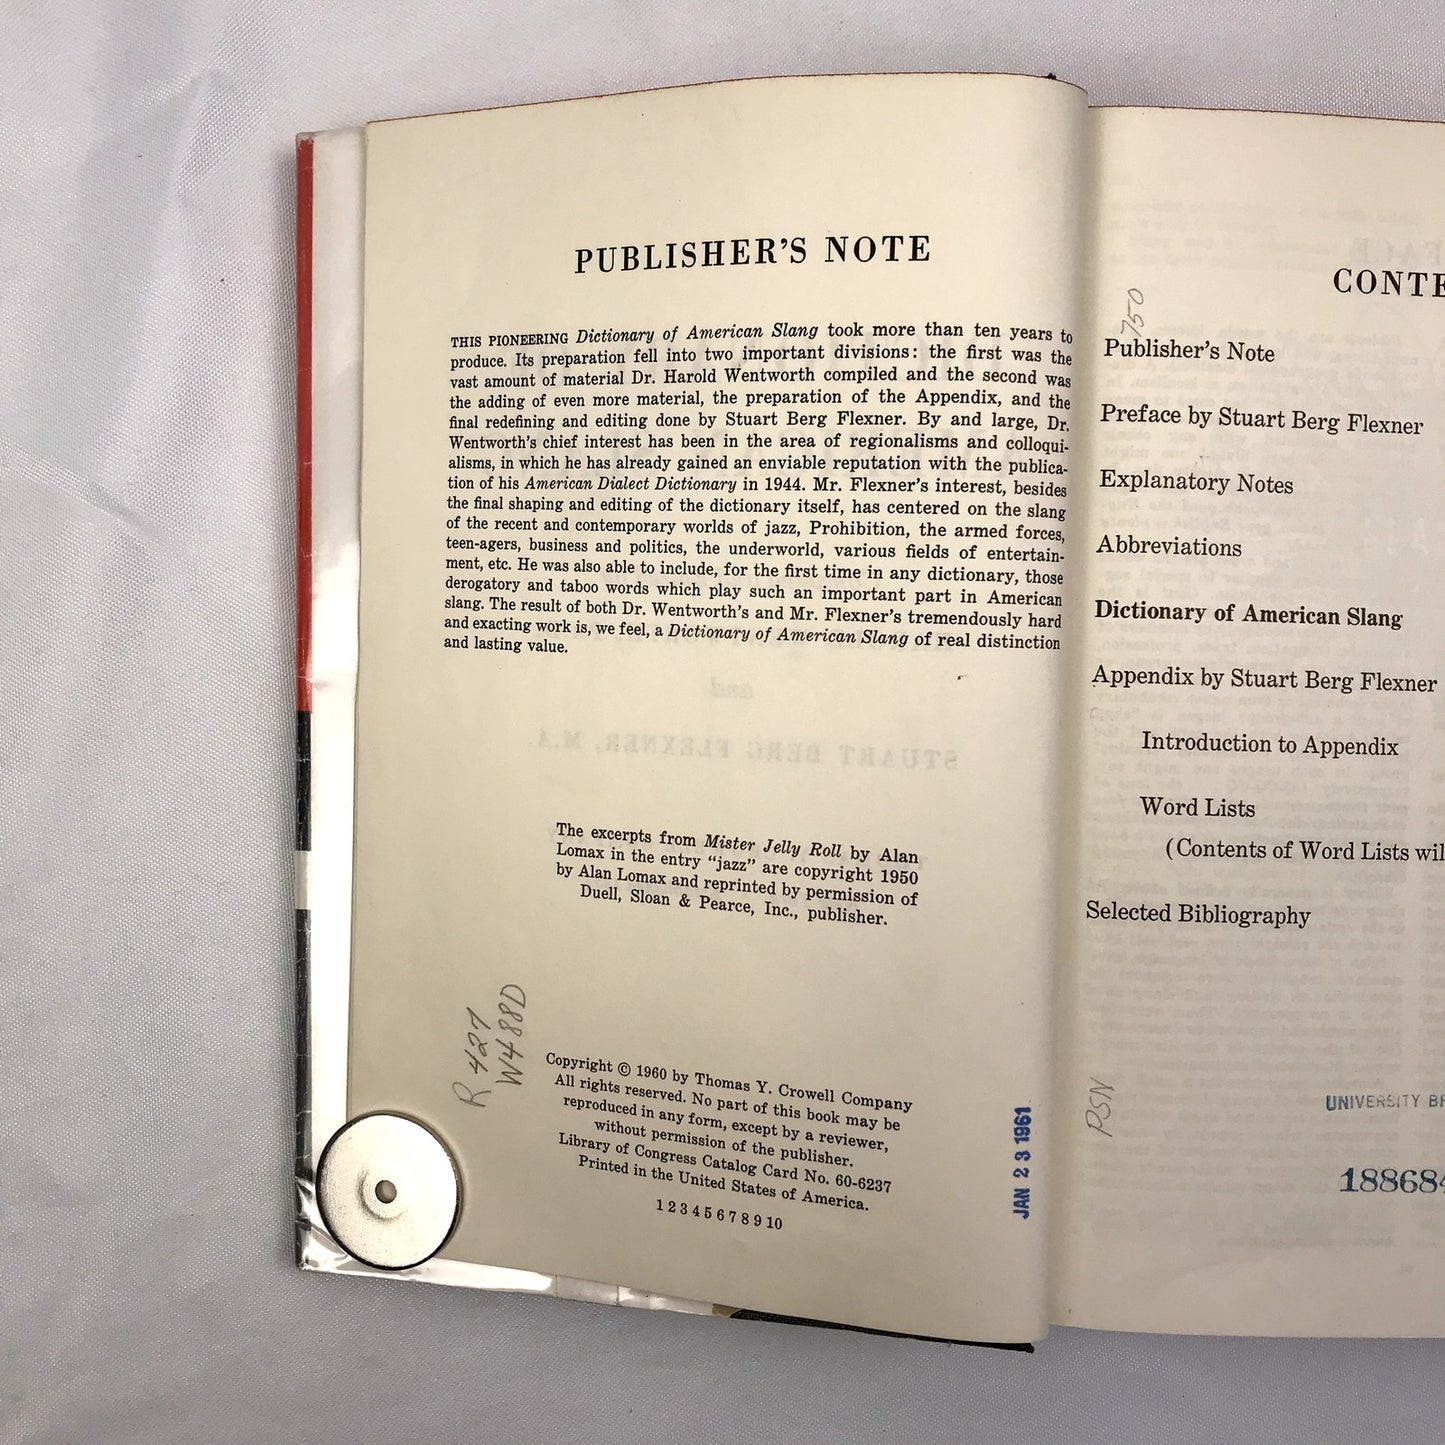 PUBLISHER'S NOTE
THIS PIONEERING Dictionary of American Slang took more than ten years to
produce. Its preparation fell into two important divisions: the first was the
vast amount of material Dr. Harold Wentworth compiled and the second was
the adding of even more material, the preparation of the Appendix, and the
final redefining and editing done by Stuart Berg Flexner. By and large, Dr.
Wentworth's chief interest has been in the area of regionalisms and colloqui-
alisms, in which he has already gained an enviable reputation with the publica-
tion of his American Dialect Dictionary in 1944. Mr. Flexner's interest, besides
the final shaping and editing of the dictionary itself, has centered on the slang
of the recent and contemporary worlds of jazz, Prohibition, the armed forces,
teen-agers, business and politics, the underworld, various fields of entertain-
ment, etc. He was also able to include, for the first time in any dictionary, those
derogatory and taboo words which play such an important part in American
slang. The result of both Dr. Wentworth's and Mr. Flexner's tremendously hard
and exacting work is, we feel, a Dictionary of American Slang of real distinction
and lasting value.
The excerpts from Mister Jelly Roll by Alan
Lomax in the entry "jazz" are copyright 1950
by Alan Lomax and reprinted by permission of
Duell, Sloan & Pearce, Inc., publisher.
R 427
W488D
Copyright © 1960 by Thomas Y. Crowell Company
All rights reserved. No part of this book may be
reproduced in any form, except by a reviewer,
without permission of the publisher.
Library of Congress Catalog Card No. 60-6237
Printed in the United States of America.
1 2 3 4 5 6 7 8 9 10
JAN 23 1961
CONTE
750
Publisher's Note
Preface by Stuart Berg Flexner
Explanatory Notes
Abbreviations
Dictionary of American Slang
Appendix by Stuart Berg Flexner
Introduction to Appendix
Word Lists
(Contents of Word Lists wil
Selected Bibliography
PSN
UNIVERSITY BR
188684